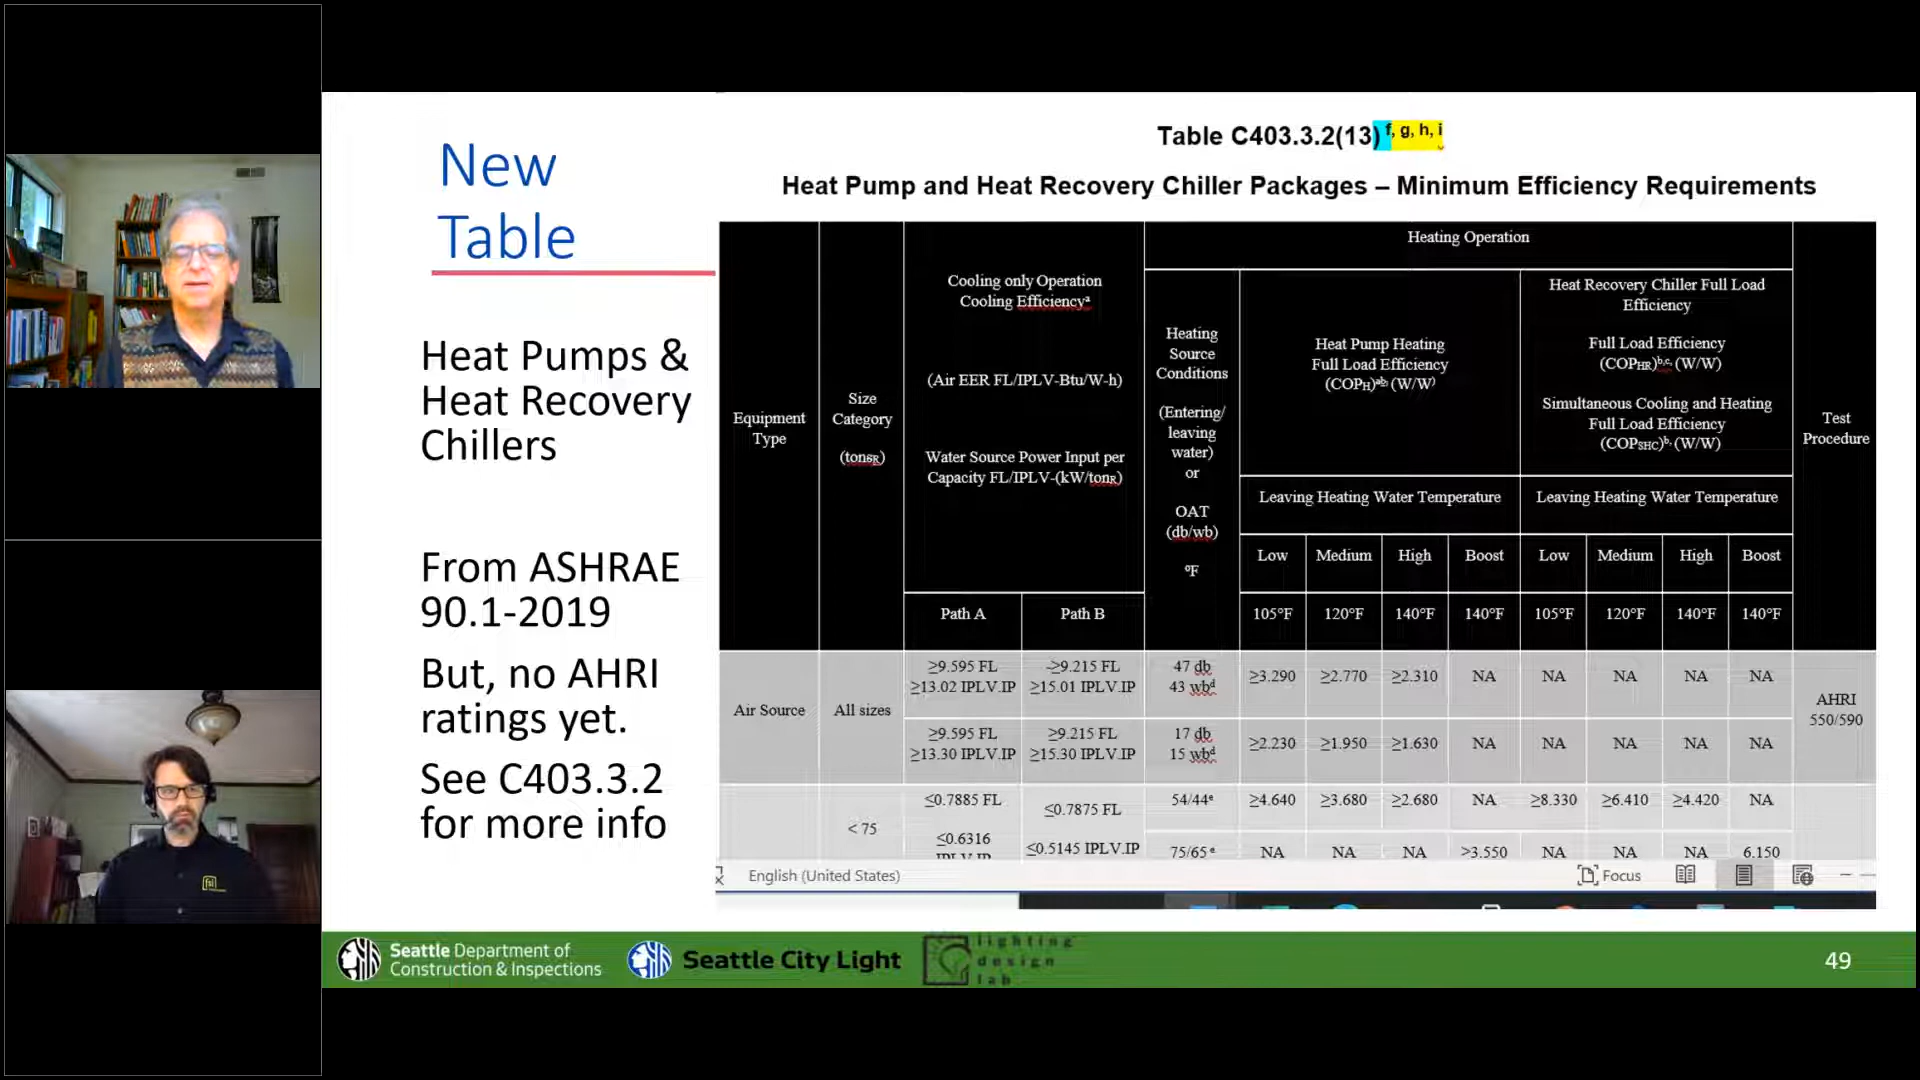 New
Table
Heat Pumps &
Heat Recovery
Chillers
From ASHRAE
90.1-2019
But, no AHRI
ratings yet.
See C403.3.2
for more info
Table C403.3.2(13) f, g, h, i
Heat Pump and Heat Recovery Chiller Packages – Minimum Efficiency Requirements
Equipment
Type
Size
Category
(tonsR)
Cooling only Operation
Cooling Efficiencyᵃ
(Air EER FL/IPLV-Btu/W-h)
Water Source Power Input per
Capacity FL/IPLV-(kW/tonR)
Path A
Path B
Heating Operation
Heating
Source
Conditions
(Entering/
leaving
water)
or
OAT
(db/wb)
ºF
Heat Pump Heating
Full Load Efficiency
(COPH)ᵃᵇ, (W/W)
Heat Recovery Chiller Full Load
Efficiency
Full Load Efficiency
(COPHR)ᵇ,ᶜ, (W/W)
Simultaneous Cooling and Heating
Full Load Efficiency
(COPSHC)ᵇ, (W/W)
Leaving Heating Water Temperature
Leaving Heating Water Temperature
Low Medium High Boost Low Medium High Boost
105°F 120°F 140°F 140°F 105°F 120°F 140°F 140°F
Test
Procedure
Air Source
All sizes
≥9.595 FL
≥13.02 IPLV.IP
≥9.215 FL
≥15.01 IPLV.IP
47 db
43 wbᵈ
≥3.290 ≥2.770 ≥2.310 NA NA NA NA NA
AHRI
550/590
≥9.595 FL
≥13.30 IPLV.IP
≥9.215 FL
≥15.30 IPLV.IP
17 db
15 wbᵈ
≥2.230 ≥1.950 ≥1.630 NA NA NA NA NA
< 75
≤0.7885 FL
≤0.6316
IPLV.IP
≤0.7875 FL
≤0.5145 IPLV.IP
54/44ᵉ ≥4.640 ≥3.680 ≥2.680 NA ≥8.330 ≥6.410 ≥4.420 NA
75/65ᵉ NA NA NA >3.550 NA NA NA 6.150
English (United States)
Focus
Seattle Department of
Construction & Inspections
Seattle City Light
lighting
design
lab
49